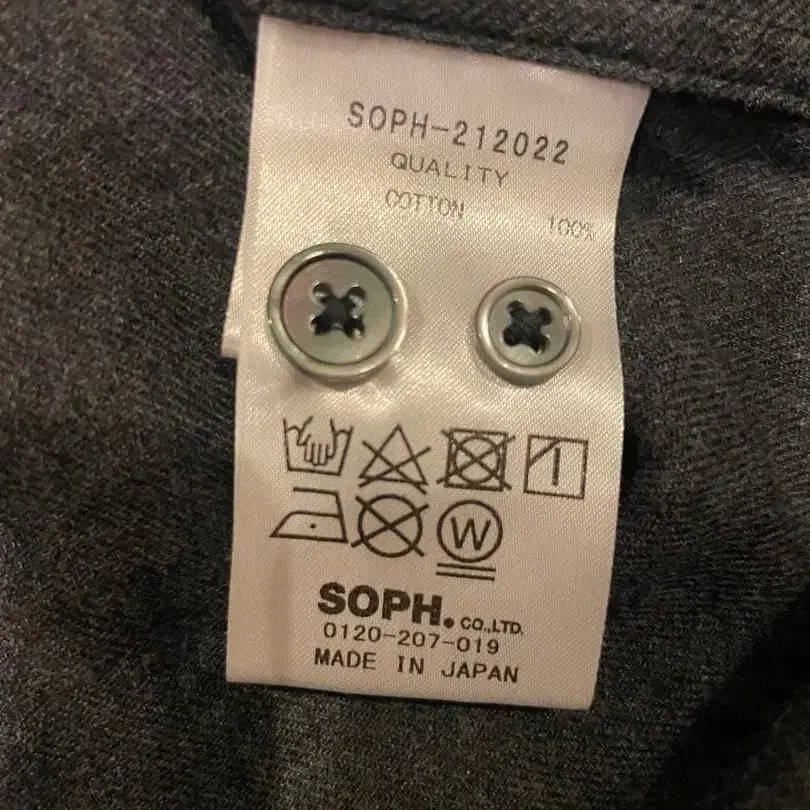 SOPH-212022
QUALITY
COTTON 100%
W
SOPH. CO.,LTD.
0120-207-019
MADE IN JAPAN